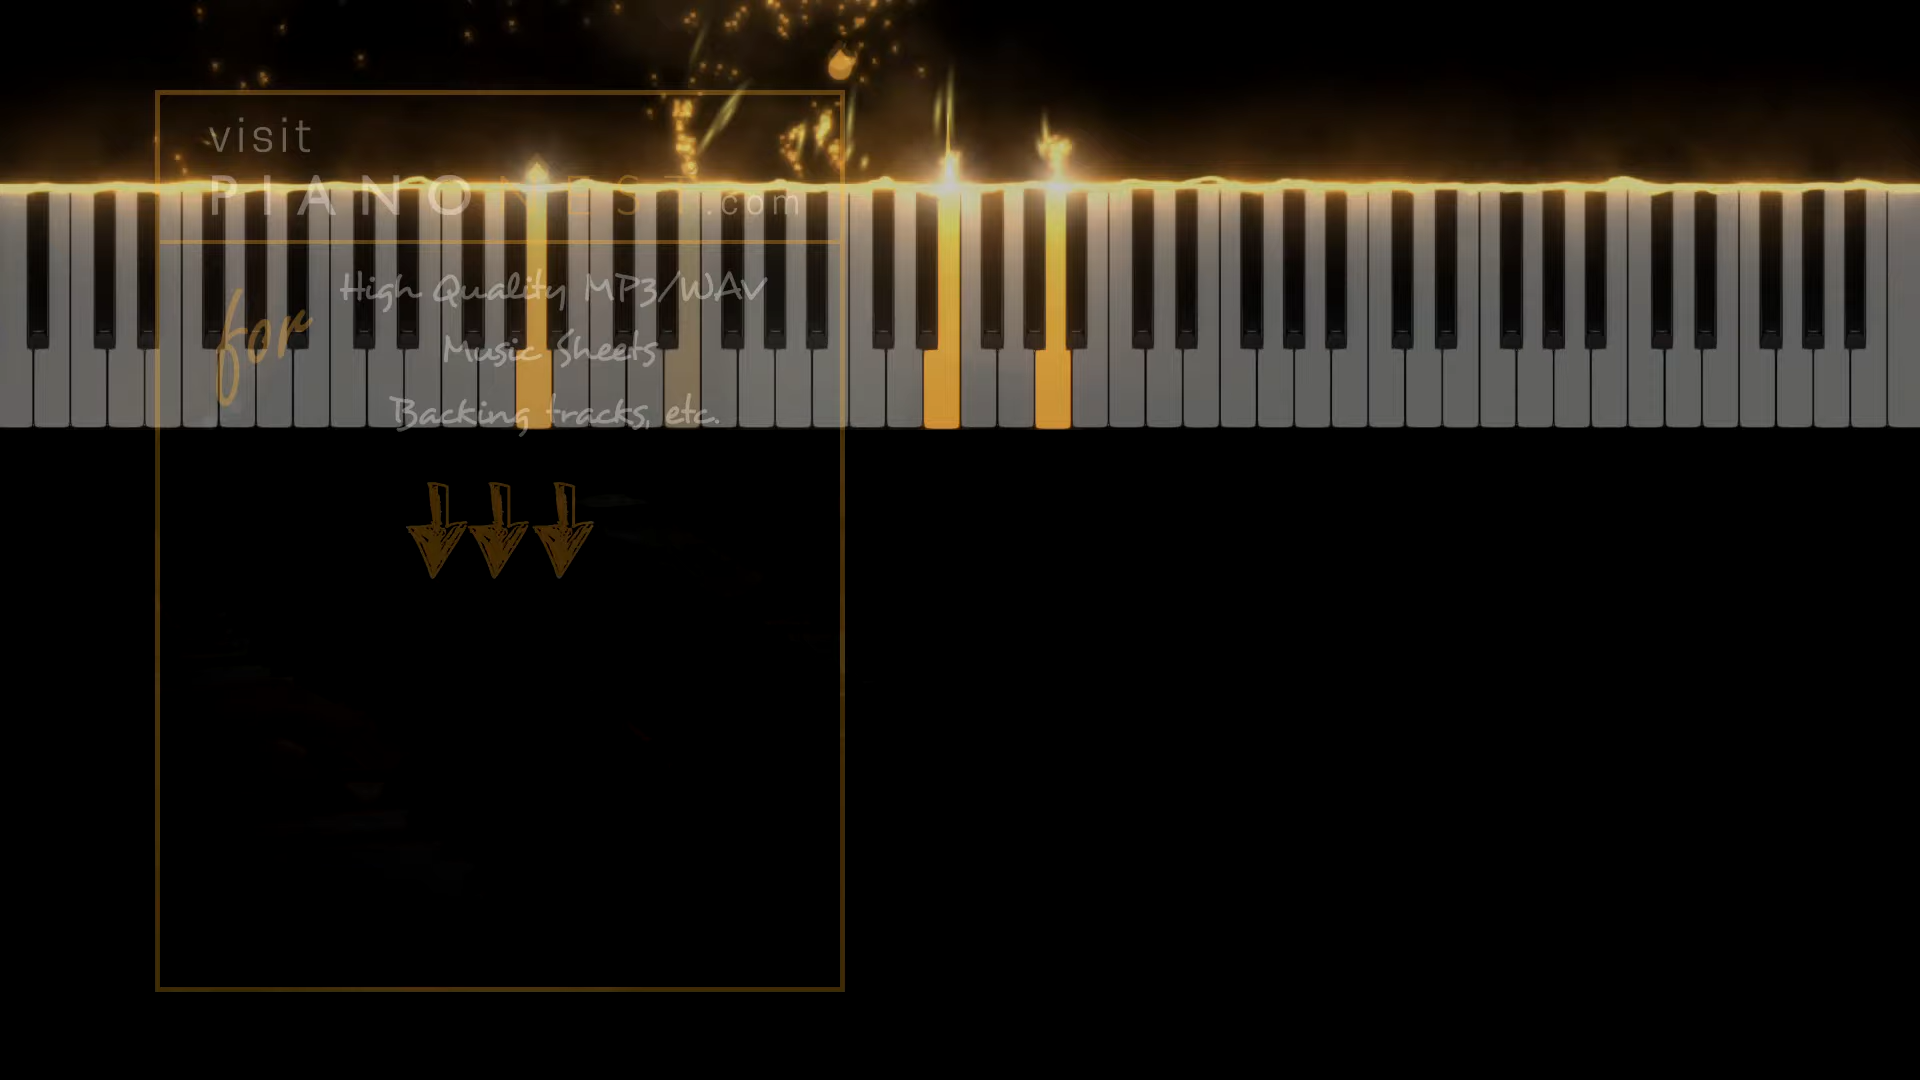 visit
PIANONEST.com
for
High Quality MP3/WAV
Music Sheets
Backing tracks, etc.